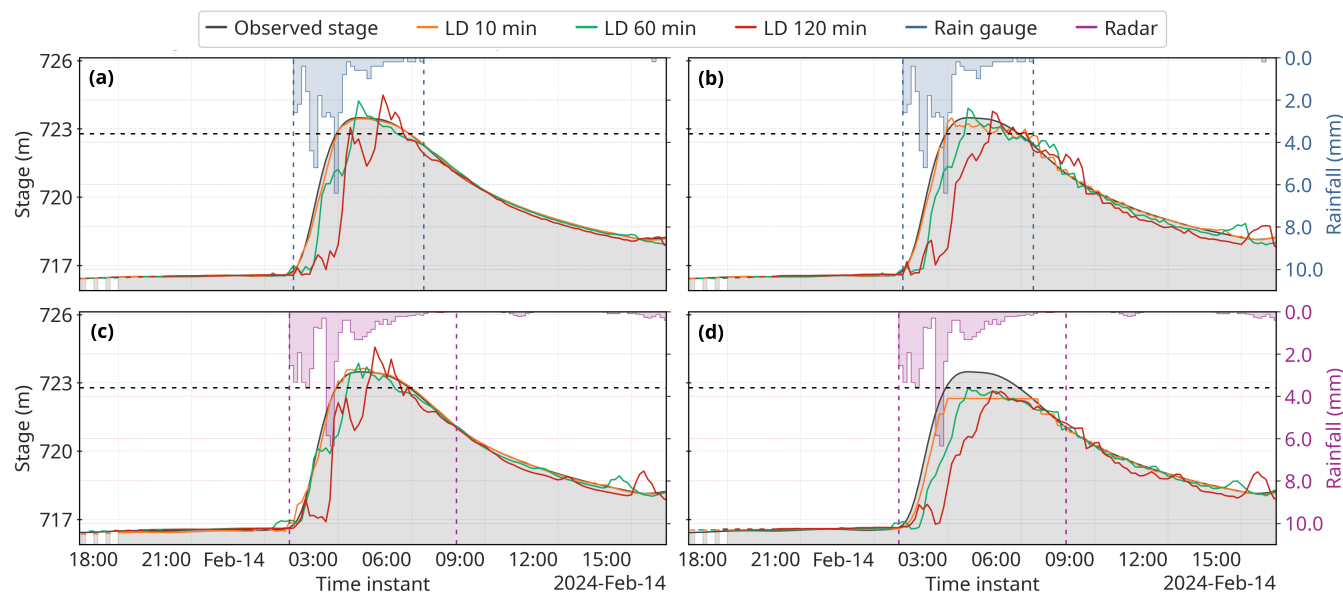 Observed stage LD 10 min LD 60 min LD 120 min Rain gauge Radar
(a) (b)
726 723 720 717
Stage (m)
0.0 2.0 4.0 6.0 8.0 10.0
Rainfall (mm)
(c) (d)
726 723 720 717
Stage (m)
0.0 2.0 4.0 6.0 8.0 10.0
Rainfall (mm)
18:00 21:00 Feb-14 03:00 06:00 09:00 12:00 15:00 18:00 21:00 Feb-14 03:00 06:00 09:00 12:00 15:00
Time instant 2024-Feb-14 Time instant 2024-Feb-14